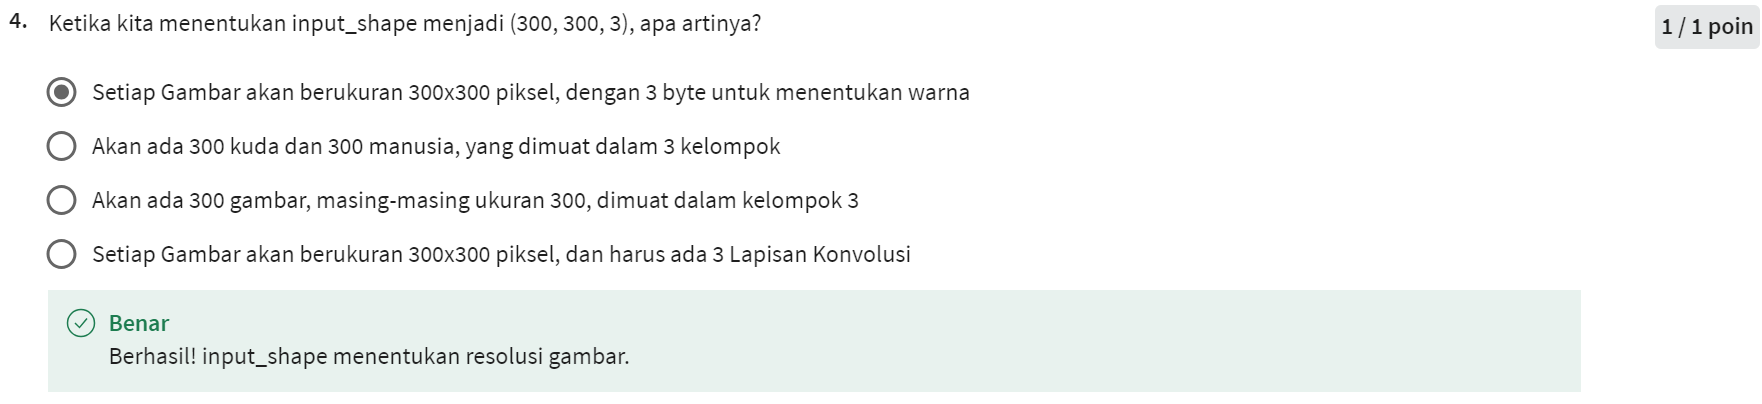 4. Ketika kita menentukan input_shape menjadi (300, 300, 3), apa artinya?
1 / 1 poin
Setiap Gambar akan berukuran 300x300 piksel, dengan 3 byte untuk menentukan warna
Akan ada 300 kuda dan 300 manusia, yang dimuat dalam 3 kelompok
Akan ada 300 gambar, masing-masing ukuran 300, dimuat dalam kelompok 3
Setiap Gambar akan berukuran 300x300 piksel, dan harus ada 3 Lapisan Konvolusi
Benar
Berhasil! input_shape menentukan resolusi gambar.